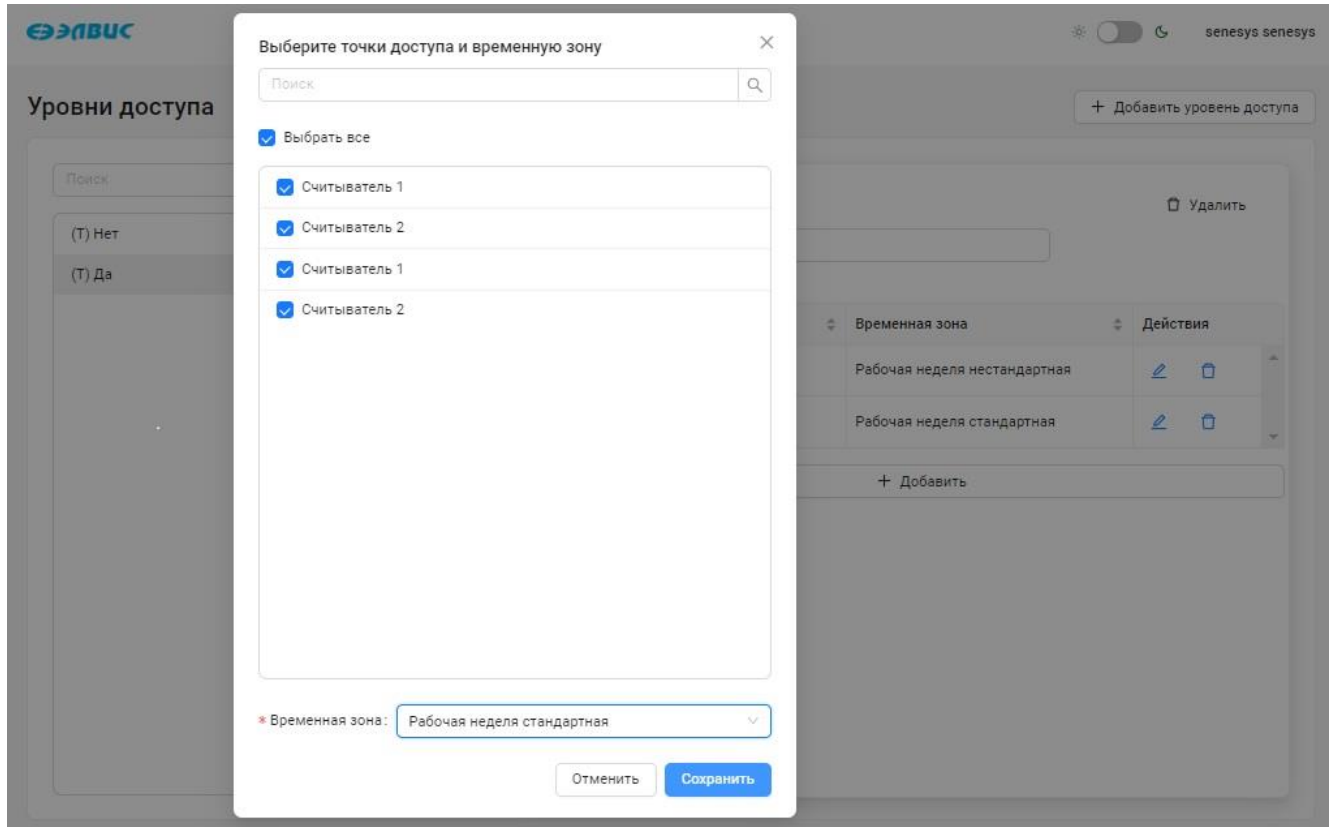 ЭЛВИС
senesys senesys
Уровни доступа
+ Добавить уровень доступа
Поиск
(Т) Нет
(Т) Да
Выберите точки доступа и временную зону
Поиск
Выбрать все
Считыватель 1
Считыватель 2
Считыватель 1
Считыватель 2
* Временная зона: Рабочая неделя стандартная
Отменить Сохранить
Удалить
Временная зона Действия
Рабочая неделя нестандартная
Рабочая неделя стандартная
+ Добавить